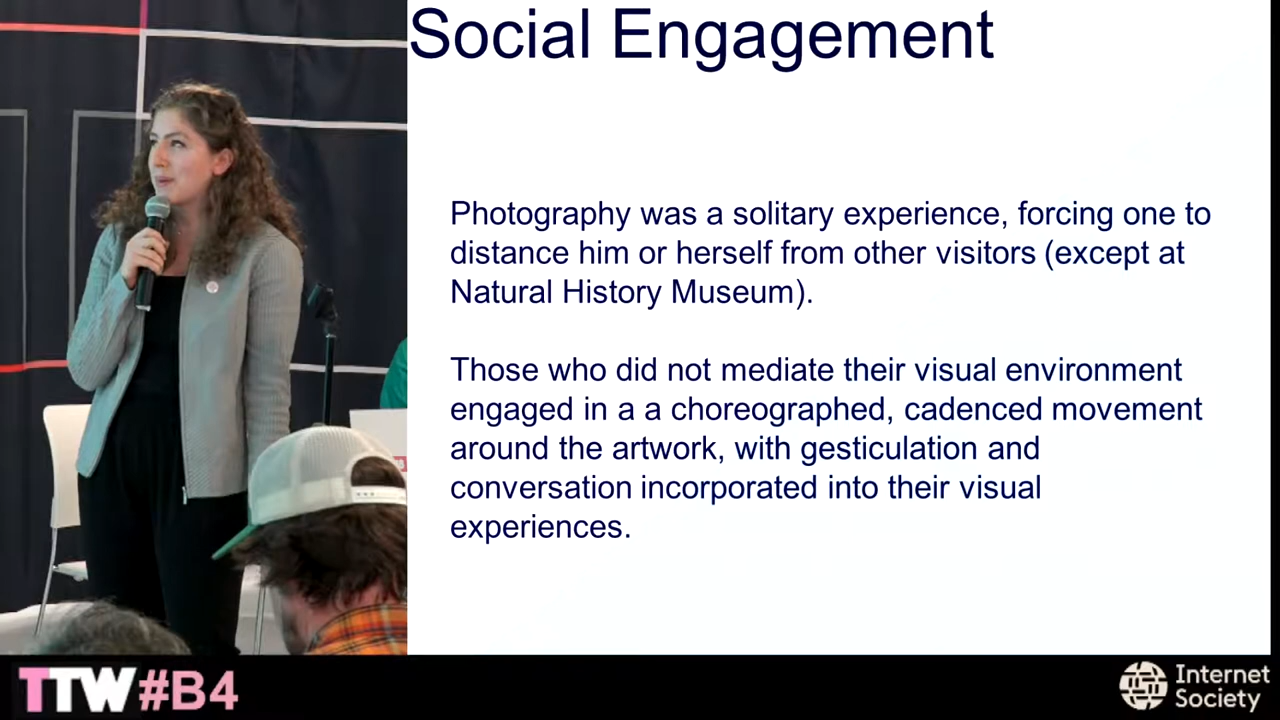 Social Engagement
Photography was a solitary experience, forcing one to
distance him or herself from other visitors (except at
Natural History Museum).
Those who did not mediate their visual environment
engaged in a a choreographed, cadenced movement
around the artwork, with gesticulation and
conversation incorporated into their visual
experiences.
TTW#B4
Internet
Society